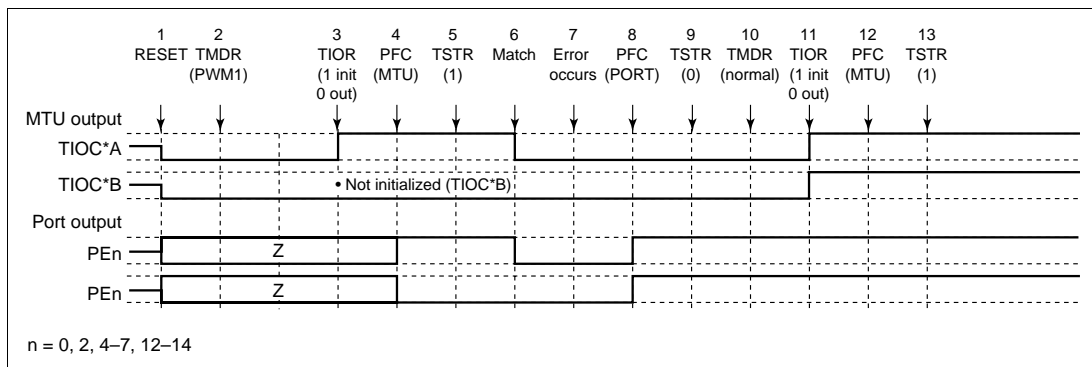 1 2 3 4 5 6 7 8 9 10 11 12 13
RESET TMDR TIOR PFC TSTR Match Error PFC TSTR TMDR TIOR PFC TSTR
(PWM1) (1 init (MTU) (1) occurs (PORT) (0) (normal) (1 init (MTU) (1)
0 out) 0 out)
MTU output
TIOC*A
TIOC*B • Not initialized (TIOC*B)
Port output
PEn Z
PEn Z
n = 0, 2, 4–7, 12–14